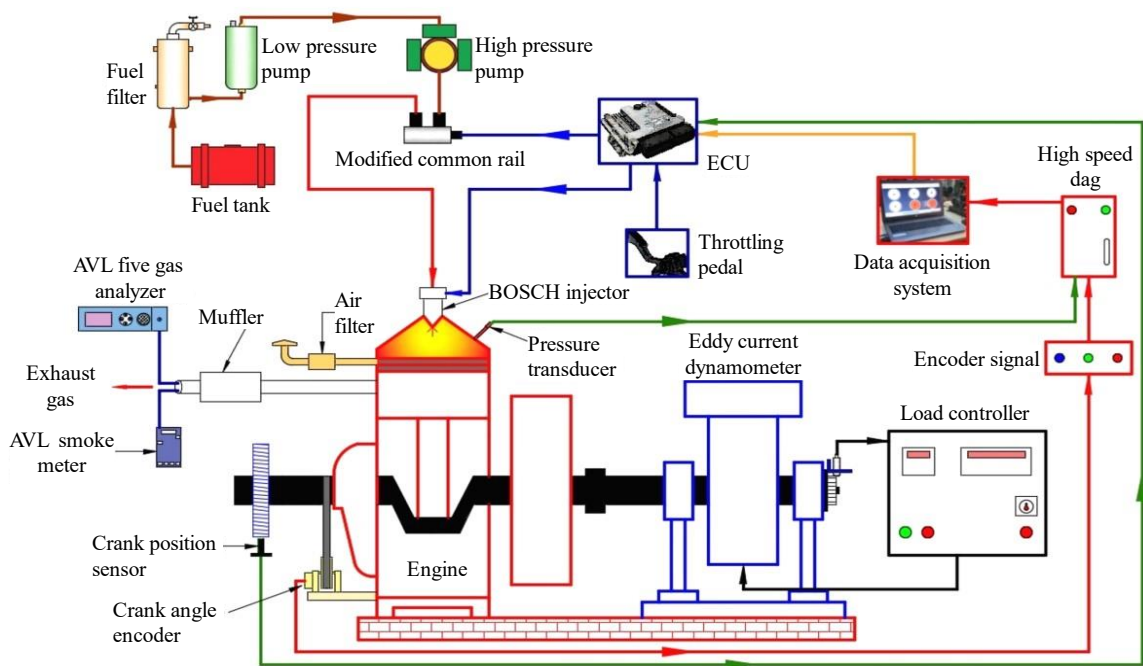 Fuel
filter
Low pressure
pump
High pressure
pump
Modified common rail
Fuel tank
ECU
High speed
dag
Throttling
pedal
Data acquisition
system
AVL five gas
analyzer
Muffler
Air
filter
BOSCH injector
Pressure
transducer
Eddy current
dynamometer
Encoder signal
Load controller
Exhaust
gas
AVL smoke
meter
Crank position
sensor
Crank angle
encoder
Engine